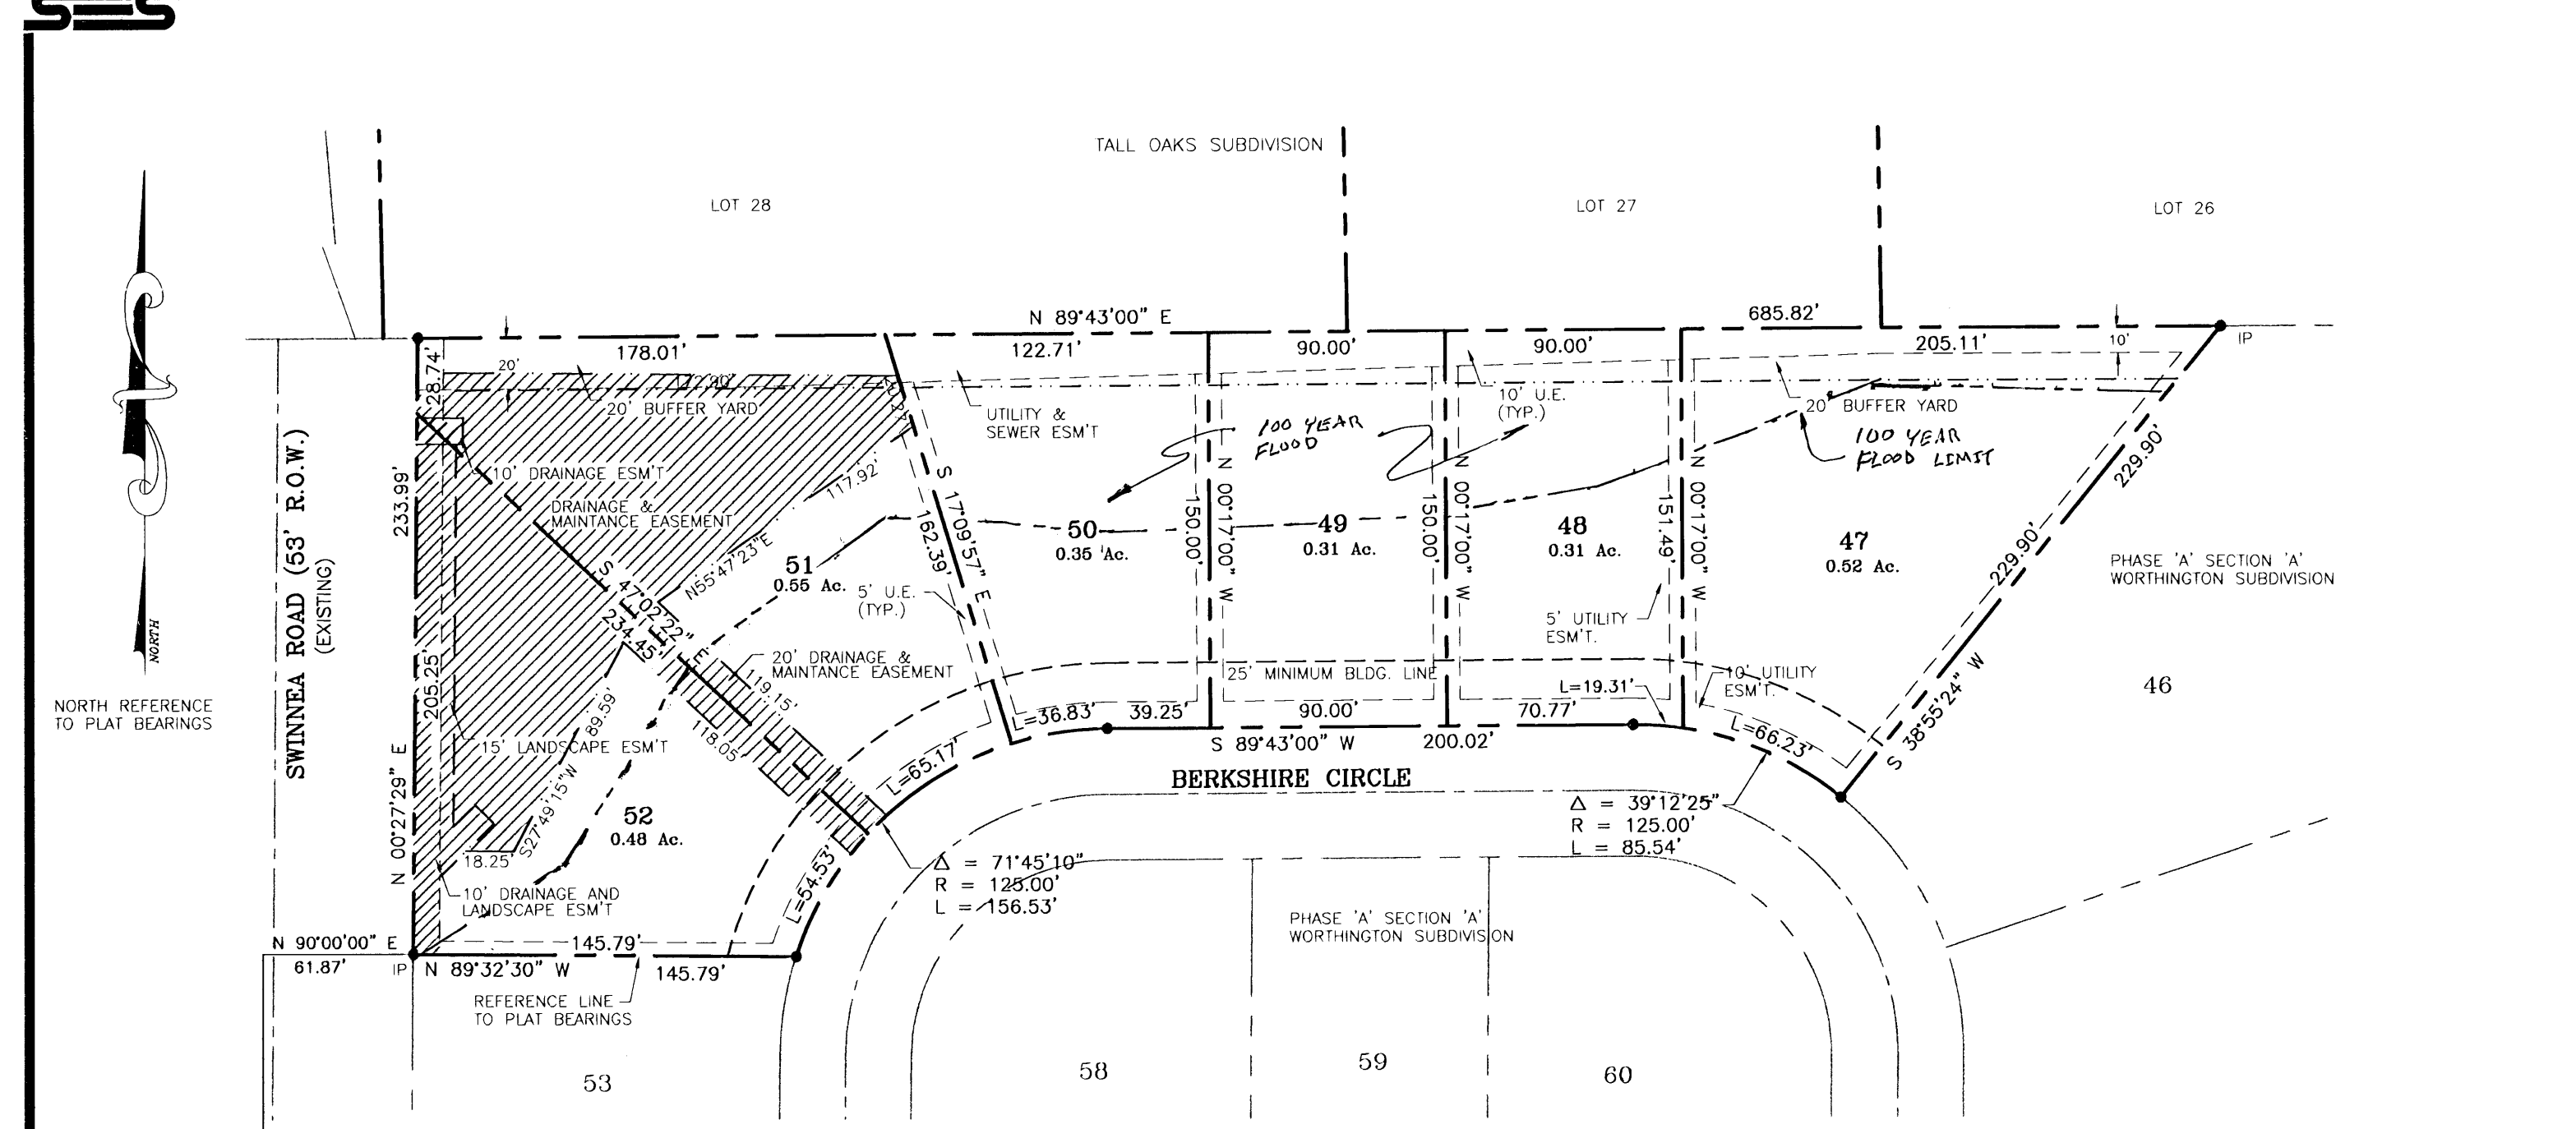 SES
TALL OAKS SUBDIVISION
LOT 28
LOT 27
LOT 26
N 89°43'00" E
685.82'
178.01'
122.71'
90.00'
90.00'
205.11'
10'
IP
28.74'
20'
20' BUFFER YARD
UTILITY &
SEWER ESM'T
10' U.E.
(TYP.)
20' BUFFER YARD
100 YEAR
FLOOD
100 YEAR
FLOOD LIMIT
SWINNEA ROAD (53' R.O.W.)
(EXISTING)
233.99'
205.25'
N 00°27'29" E
10' DRAINAGE ESM'T
DRAINAGE &
MAINTANCE EASEMENT
117.92'
N55°47'23"E
S 47°02'22" E
234.45'
51
0.55 Ac.
5' U.E.
(TYP.)
S 17°09'57" E
162.39'
50
0.35 Ac.
150.00'
N 00°17'00" W
49
0.31 Ac.
150.00'
N 00°17'00" W
48
0.31 Ac.
151.49'
N 00°17'00" W
47
0.52 Ac.
229.90'
229.90'
S 38°55'24" W
PHASE 'A' SECTION 'A'
WORTHINGTON SUBDIVISION
46
5' UTILITY
ESM'T.
10' UTILITY
ESM'T.
20' DRAINAGE &
MAINTANCE EASEMENT
119.15'
118.05
25' MINIMUM BLDG. LINE
L=19.31'
L=36.83'
39.25'
90.00'
70.77'
L=66.23'
S 89°43'00" W
200.02'
BERKSHIRE CIRCLE
L=65.17'
L=54.53'
NORTH
NORTH REFERENCE
TO PLAT BEARINGS
15' LANDSCAPE ESM'T
89.59'
S27°49'15"W
18.25'
52
0.48 Ac.
10' DRAINAGE AND
LANDSCAPE ESM'T
Δ = 71°45'10"
R = 125.00'
L = 156.53'
Δ = 39°12'25"
R = 125.00'
L = 85.54'
PHASE 'A' SECTION 'A'
WORTHINGTON SUBDIVISION
N 90°00'00" E
61.87'
IP
145.79'
N 89°32'30" W
145.79'
REFERENCE LINE
TO PLAT BEARINGS
53
58
59
60